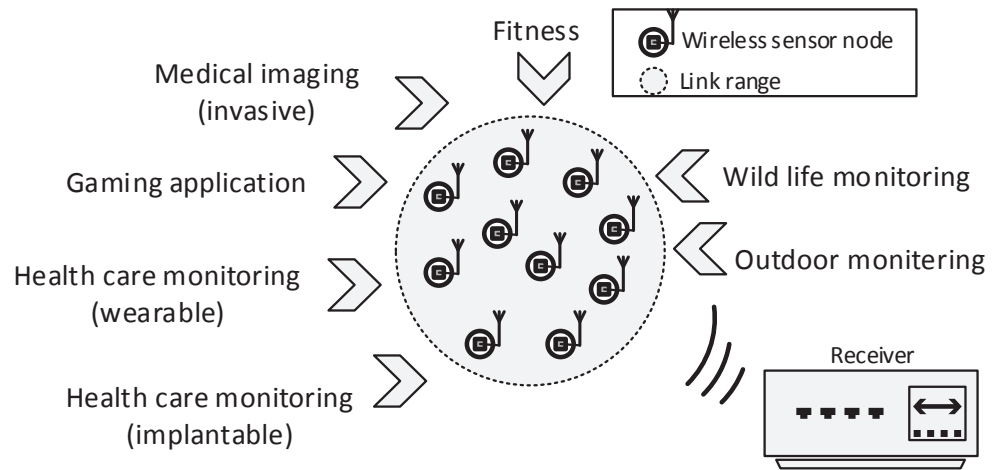 Fitness
Wireless sensor node
Link range
Medical imaging
(invasive)
Gaming application
Wild life monitoring
Health care monitoring
(wearable)
Outdoor monitering
Receiver
Health care monitoring
(implantable)